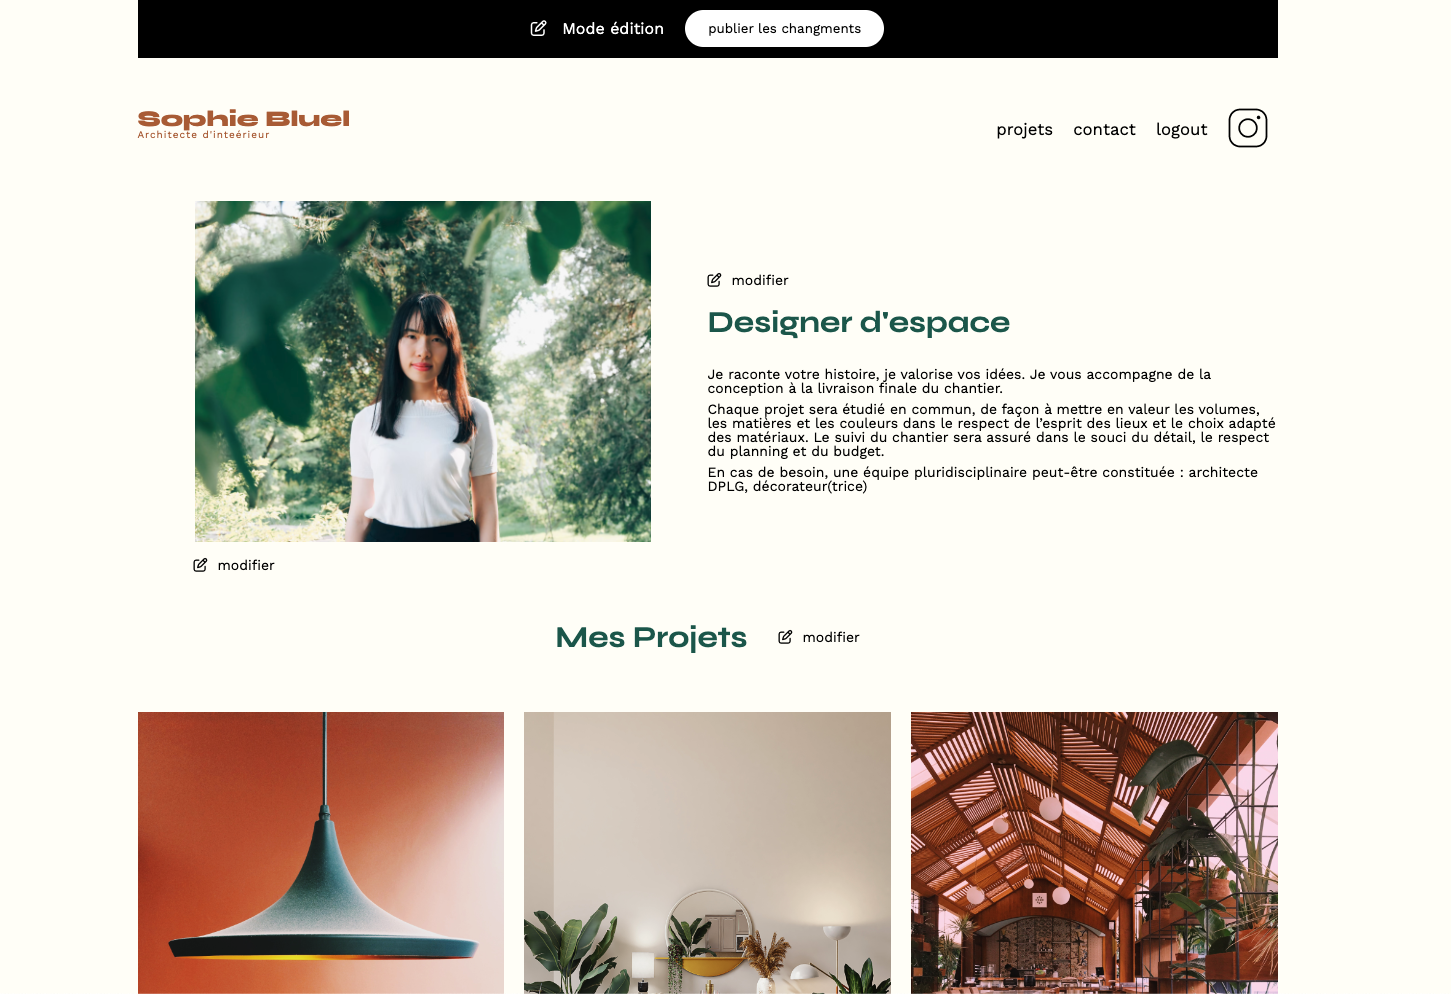 Mode édition
publier les changments
Sophie Bluel
Architecte d'inteérieur
projets
contact
logout
modifier
Designer d'espace
Je raconte votre histoire, je valorise vos idées. Je vous accompagne de la
conception à la livraison finale du chantier.
Chaque projet sera étudié en commun, de façon à mettre en valeur les volumes,
les matières et les couleurs dans le respect de l’esprit des lieux et le choix adapté
des matériaux. Le suivi du chantier sera assuré dans le souci du détail, le respect
du planning et du budget.
En cas de besoin, une équipe pluridisciplinaire peut-être constituée : architecte
DPLG, décorateur(trice)
modifier
Mes Projets
modifier